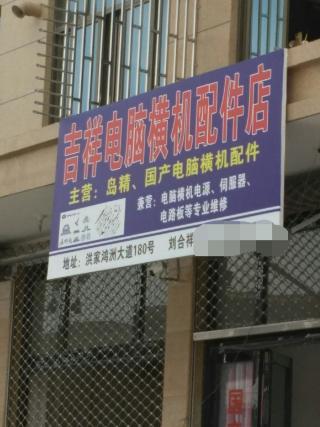 吉祥电脑横机配件店
主营：岛精、国产电脑横机配件
兼营：电脑横机电源、伺服器、
电路板等专业维修
地址：洪家鸿洲大道180号 刘合祥